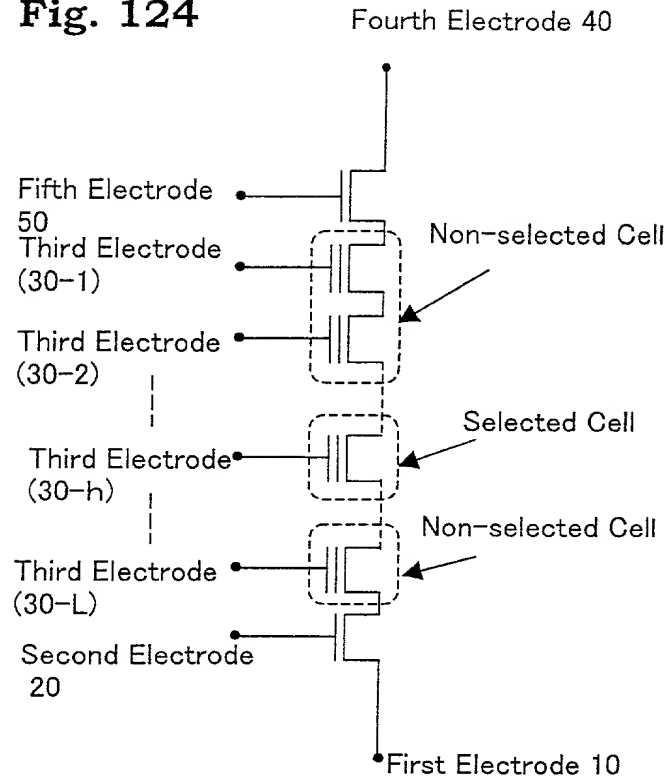 Fig. 124
Fourth Electrode 40
Fifth Electrode
50
Third Electrode
(30-1)
Non-selected Cell
Third Electrode
(30-2)
Selected Cell
Third Electrode
(30-h)
Non-selected Cell
Third Electrode
(30-L)
Second Electrode
20
First Electrode 10